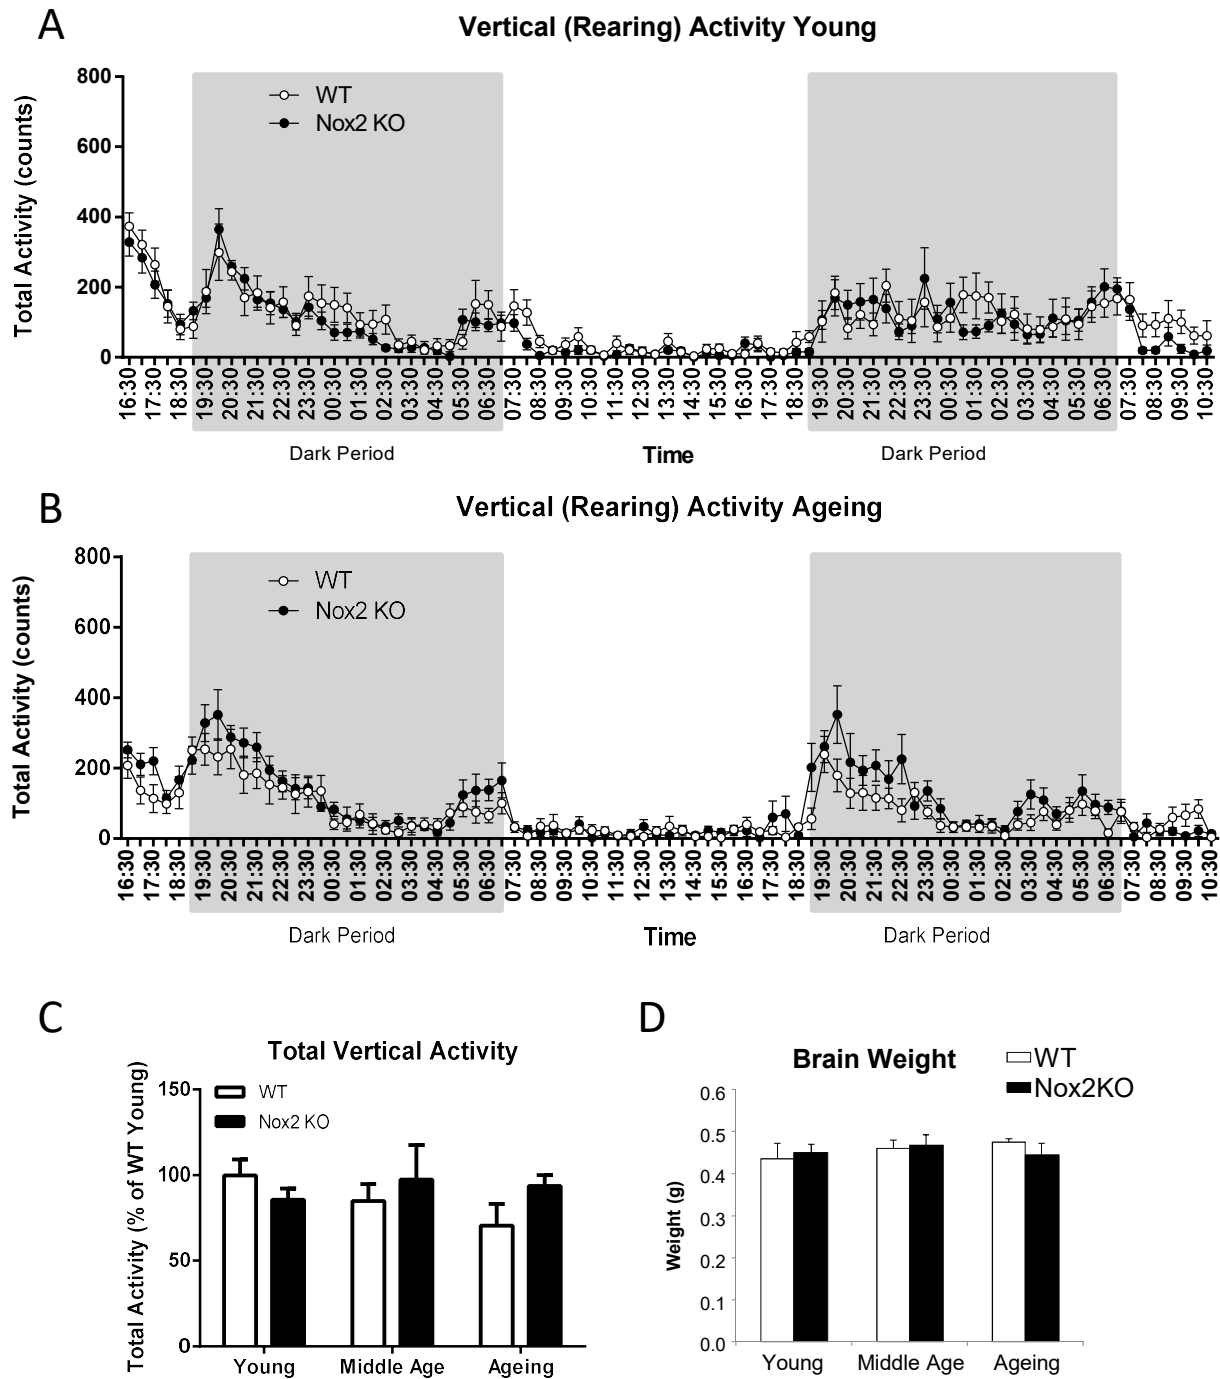 A
Vertical (Rearing) Activity Young
Total Activity (counts)
800
600
400
200
0
WT
Nox2 KO
16:30 17:30 18:30 19:30 20:30 21:30 22:30 23:30 00:30 01:30 02:30 03:30 04:30 05:30 06:30 07:30 08:30 09:30 10:30 11:30 12:30 13:30 14:30 15:30 16:30 17:30 18:30 19:30 20:30 21:30 22:30 23:30 00:30 01:30 02:30 03:30 04:30 05:30 06:30 07:30 08:30 09:30 10:30
Dark Period
Time
Dark Period
B
Vertical (Rearing) Activity Ageing
Total Activity (counts)
800
600
400
200
0
WT
Nox2 KO
16:30 17:30 18:30 19:30 20:30 21:30 22:30 23:30 00:30 01:30 02:30 03:30 04:30 05:30 06:30 07:30 08:30 09:30 10:30 11:30 12:30 13:30 14:30 15:30 16:30 17:30 18:30 19:30 20:30 21:30 22:30 23:30 00:30 01:30 02:30 03:30 04:30 05:30 06:30 07:30 08:30 09:30 10:30
Dark Period
Time
Dark Period
C
Total Vertical Activity
Total Activity (% of WT Young)
150
100
50
0
WT
Nox2 KO
Young Middle Age Ageing
D
Brain Weight
WT
Nox2KO
Weight (g)
0.6
0.5
0.4
0.3
0.2
0.1
0.0
Young Middle Age Ageing